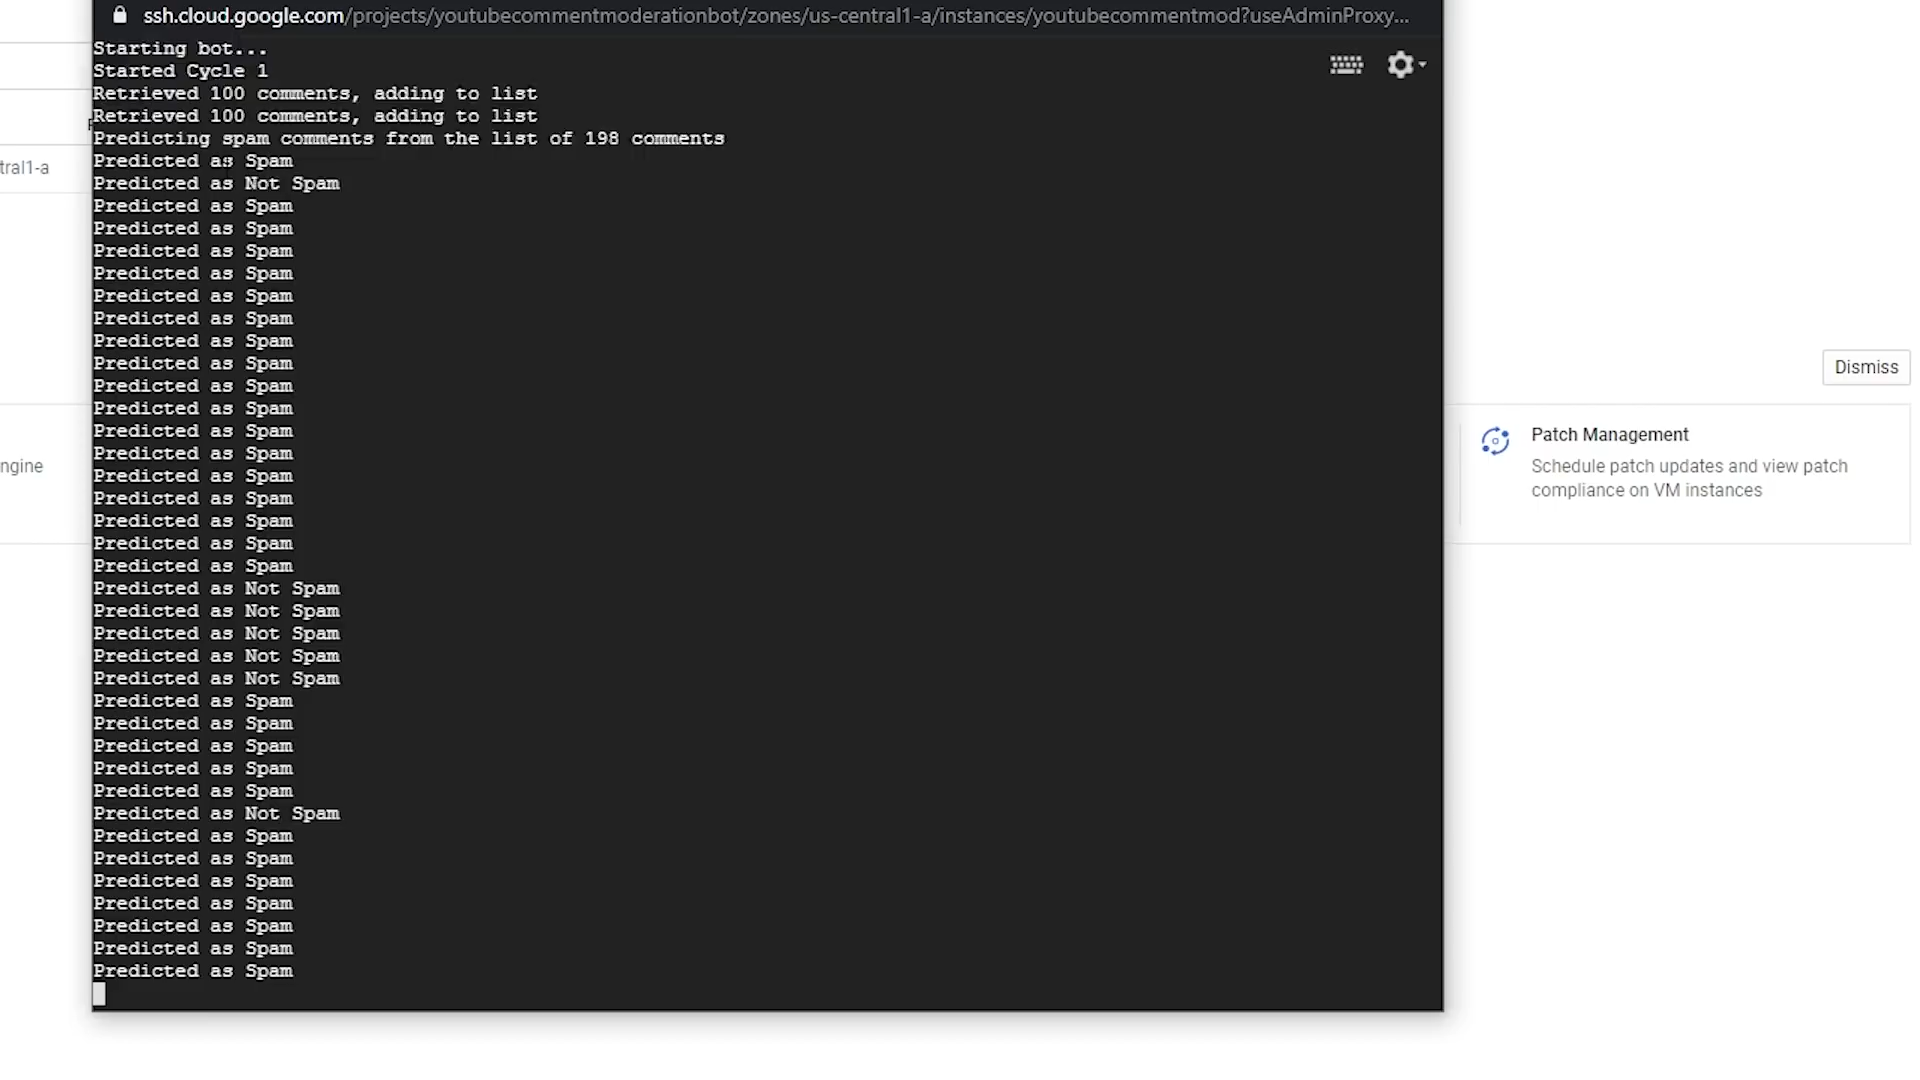 ssh.cloud.google.com/projects/youtubecommentmoderationbot/zones/us-central1-a/instances/youtubecommentmod?useAdminProxy...
Starting bot...
Started Cycle 1
Retrieved 100 comments, adding to list
Retrieved 100 comments, adding to list
Predicting spam comments from the list of 198 comments
Predicted as Spam
tral1-a
Predicted as Not Spam
Predicted as Spam
Predicted as Spam
Predicted as Spam
Predicted as Spam
Predicted as Spam
Predicted as Spam
Predicted as Spam
Predicted as Spam
Dismiss
Predicted as Spam
Predicted as Spam
Predicted as Spam
Patch Management
Predicted as Spam
ngine
Schedule patch updates and view patch
Predicted as Spam
compliance on VM instances
Predicted as Spam
Predicted as Spam
Predicted as Spam
Predicted as Spam
Predicted as Not Spam
Predicted as Not Spam
Predicted as Not Spam
Predicted as Not Spam
Predicted as Not Spam
Predicted as Spam
Predicted as Spam
Predicted as Spam
Predicted as Spam
Predicted as Spam
Predicted as Not Spam
Predicted as Spam
Predicted as Spam
Predicted as Spam
Predicted as Spam
Predicted as Spam
Predicted as Spam
Predicted as Spam